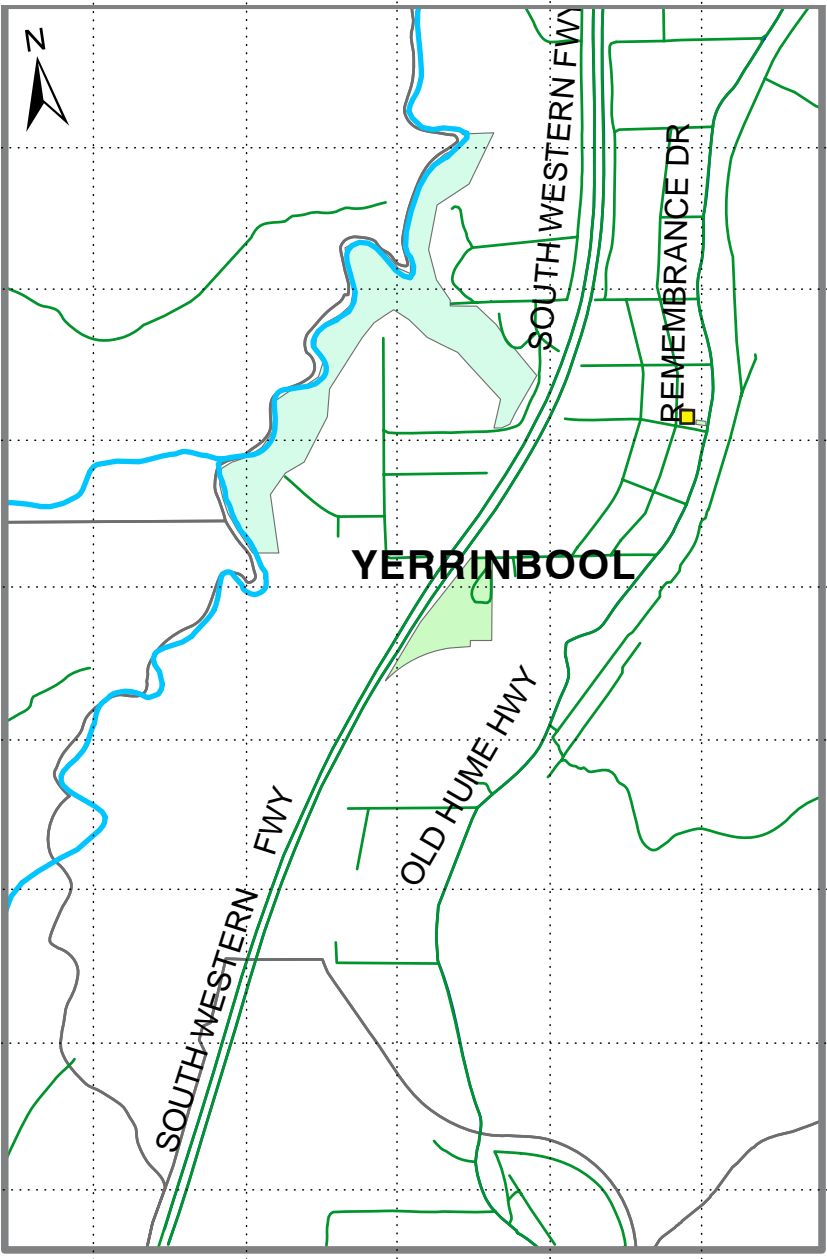 N
SOUTH WESTERN FWY
REMEMBRANCE DR
YERRINBOOL
OLD HUME HWY
SOUTH WESTERN FWY